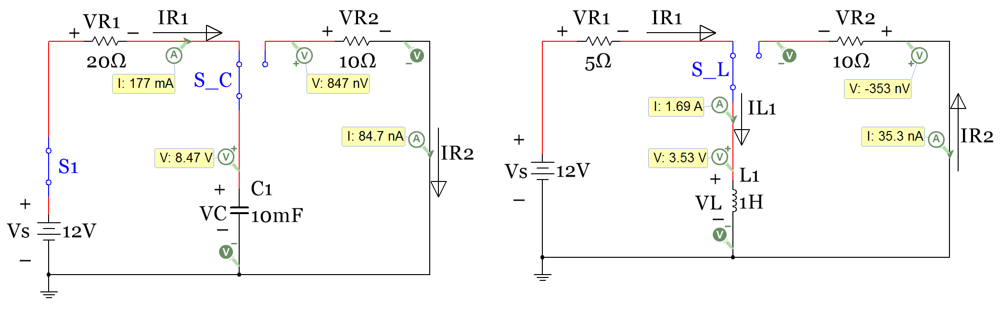 VR1
IR1
VR2
+ − + −
A
V
+
V
−
20Ω
10Ω
I: 177 mA
S_C
V: 847 nV
I: 84.7 nA
A
IR2
S1
V: 8.47 V
V
+
+
C1
+
VC
10mF
−
Vs
12V
−
V
−
VR1
IR1
VR2
+ − − +
V
−
V
+
5Ω
10Ω
S_L
V: -353 nV
I: 1.69 A
A
IL1
I: 35.3 nA
A
IR2
+
V: 3.53 V
V
+
Vs
12V
+
L1
VL
1H
−
−
V
−